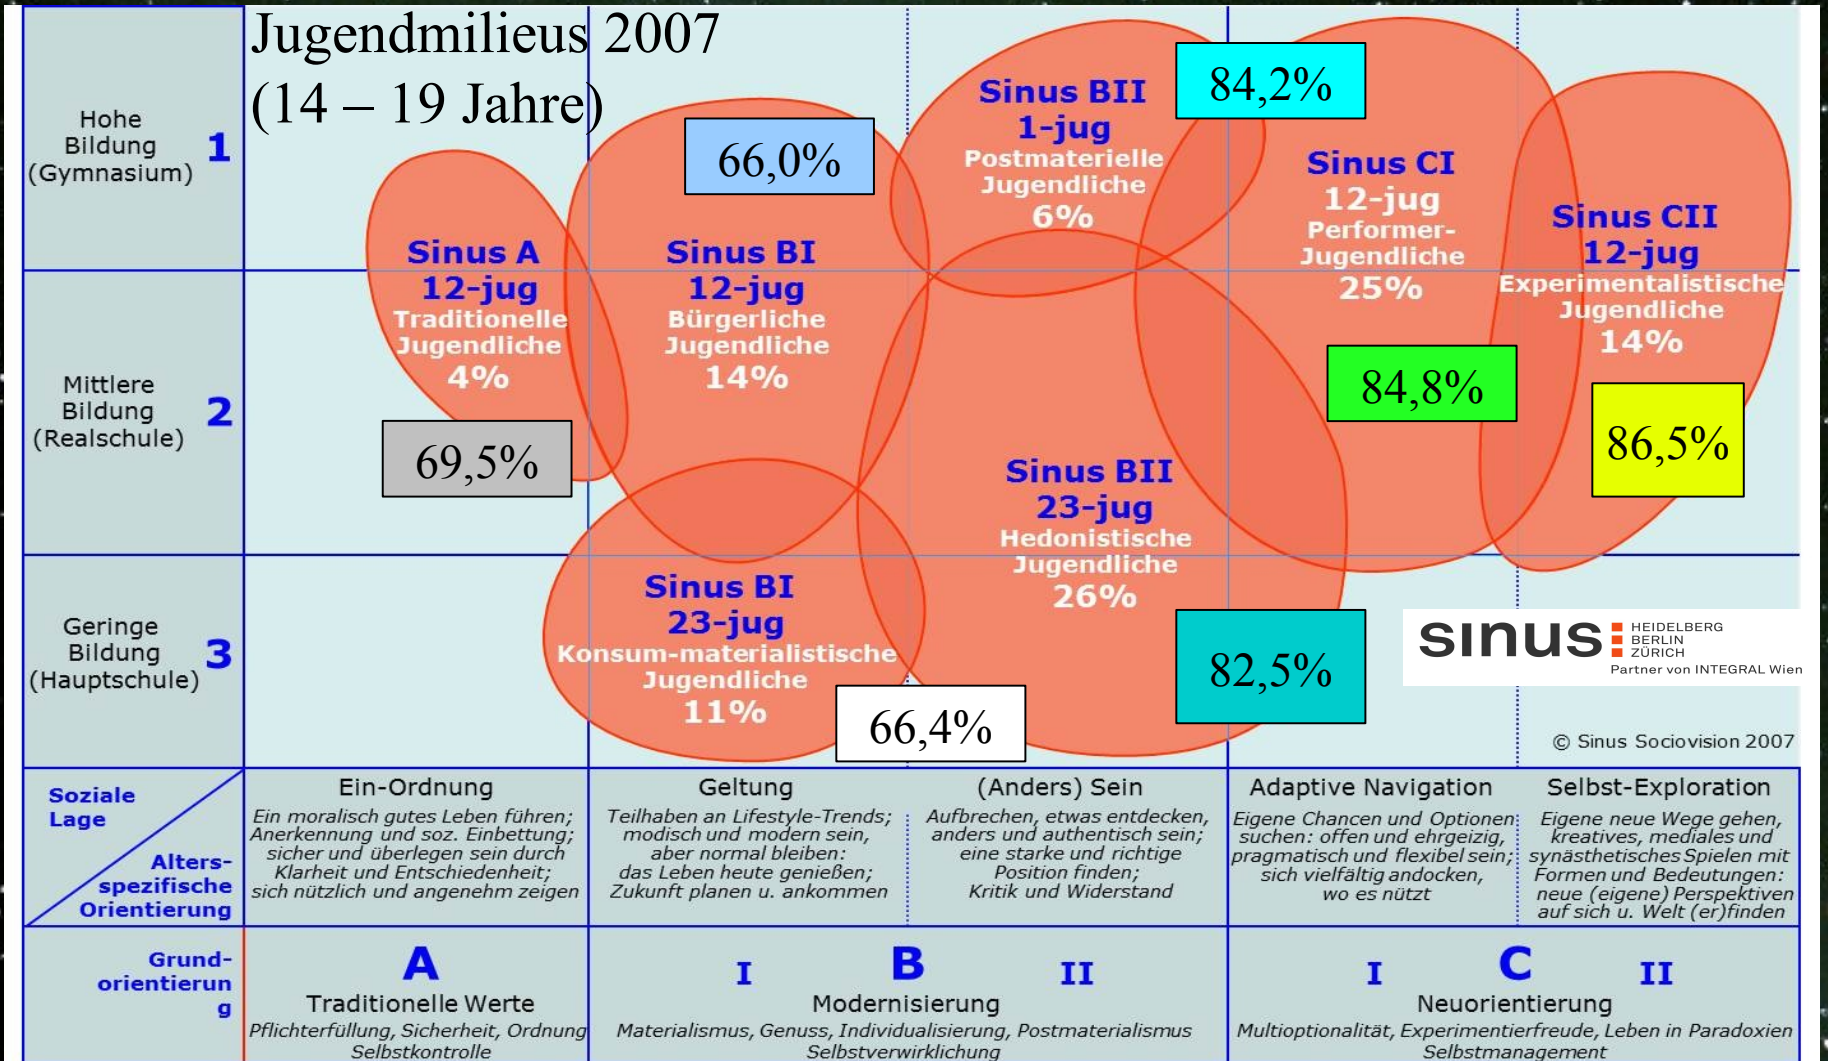 Jugendmilieus 2007
(14 – 19 Jahre)
Hohe
Bildung
(Gymnasium)
1
Mittlere
Bildung
(Realschule)
2
Geringe
Bildung
(Hauptschule)
3
Sinus A
12-jug
Traditionelle
Jugendliche
4%
69,5%
Sinus BI
12-jug
Bürgerliche
Jugendliche
14%
66,0%
Sinus BII
1-jug
Postmaterielle
Jugendliche
6%
84,2%
Sinus CI
12-jug
Performer-
Jugendliche
25%
84,8%
Sinus CII
12-jug
Experimentalistische
Jugendliche
14%
86,5%
Sinus BI
23-jug
Konsum-materialistische
Jugendliche
11%
66,4%
Sinus BII
23-jug
Hedonistische
Jugendliche
26%
82,5%
sinus
HEIDELBERG
BERLIN
ZÜRICH
Partner von INTEGRAL Wien
© Sinus Sociovision 2007
Soziale
Lage
Alters-
spezifische
Orientierung
Ein-Ordnung
Ein moralisch gutes Leben führen;
Anerkennung und soz. Einbettung;
sicher und überlegen sein durch
Klarheit und Entschiedenheit;
sich nützlich und angenehm zeigen
Geltung
Teilhaben an Lifestyle-Trends;
modisch und modern sein,
aber normal bleiben:
das Leben heute genießen;
Zukunft planen u. ankommen
(Anders) Sein
Aufbrechen, etwas entdecken,
anders und authentisch sein;
eine starke und richtige
Position finden;
Kritik und Widerstand
Adaptive Navigation
Eigene Chancen und Optionen
suchen: offen und ehrgeizig,
pragmatisch und flexibel sein;
sich vielfältig andocken,
wo es nützt
Selbst-Exploration
Eigene neue Wege gehen,
kreatives, mediales und
synästhetisches Spielen mit
Formen und Bedeutungen:
neue (eigene) Perspektiven
auf sich u. Welt (er)finden
Grund-
orientierun
g
A
Traditionelle Werte
Pflichterfüllung, Sicherheit, Ordnung
Selbstkontrolle
I B II
Modernisierung
Materialismus, Genuss, Individualisierung, Postmaterialismus
Selbstverwirklichung
I C II
Neuorientierung
Multioptionalität, Experimentierfreude, Leben in Paradoxien
Selbstmanagement